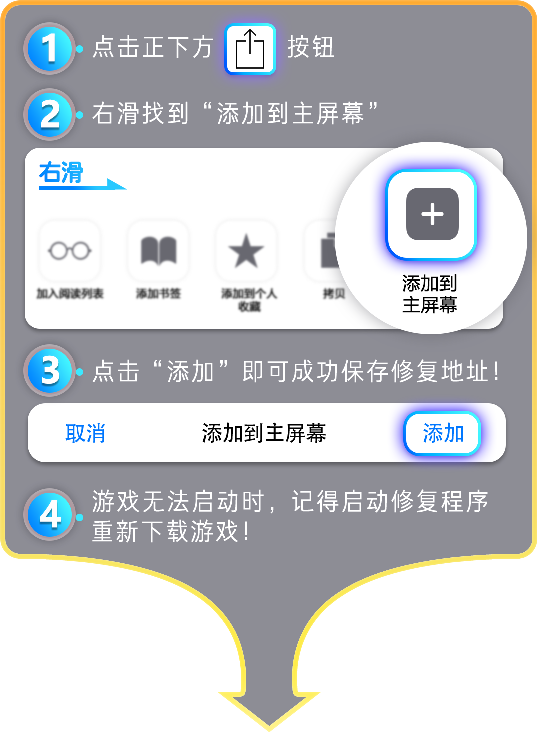 1 点击正下方 按钮
2 右滑找到“添加到主屏幕”
右滑
加入阅读列表 添加书签 添加到个人收藏 拷贝 添加到主屏幕
3 点击“添加”即可成功保存修复地址!
取消 添加到主屏幕 添加
4 游戏无法启动时，记得启动修复程序
重新下载游戏!